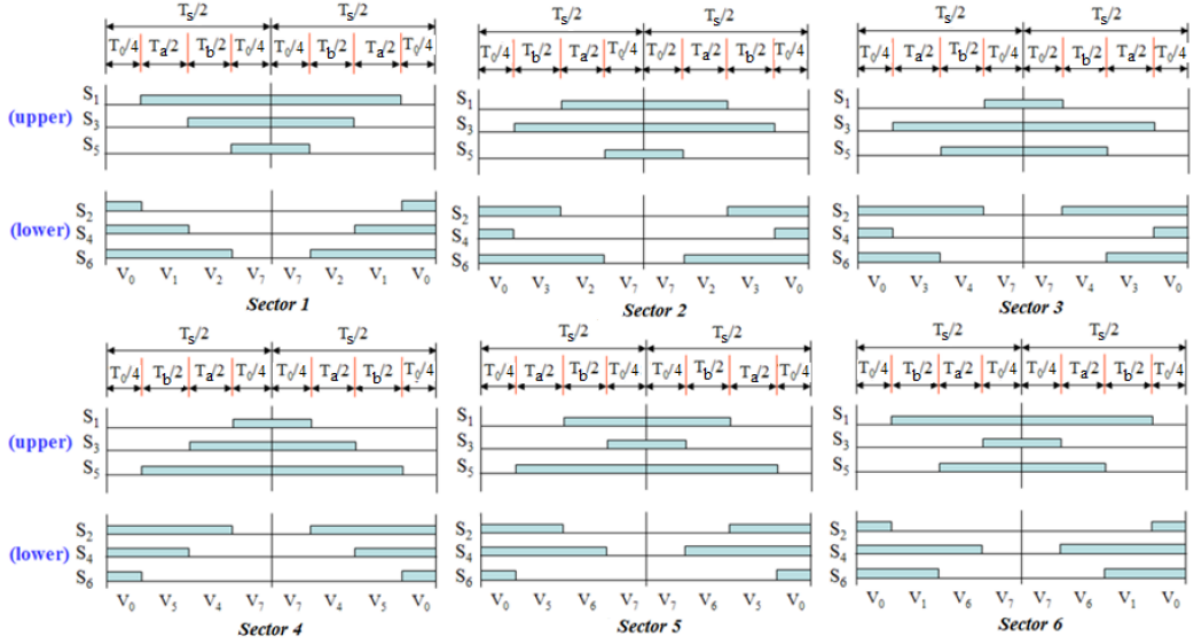 Ts/2 Ts/2
T0/4 Ta/2 Tb/2 T0/4 T0/4 Tb/2 Ta/2 T0/4
(upper)
S1
S3
S5
(lower)
S2
S4
S6
V0 V1 V2 V7 V7 V2 V1 V0
Sector 1
Ts/2 Ts/2
T0/4 Tb/2 Ta/2 T0/4 T0/2 Ta/2 Tb/2 T0/4
S1
S3
S5
S2
S4
S6
V0 V3 V2 V7 V7 V2 V3 V0
Sector 2
Ts/2 Ts/2
T0/4 Ta/2 Tb/2 T0/4 T0/2 Tb/2 Ta/2 T0/4
S1
S3
S5
S2
S4
S6
V0 V3 V4 V7 V7 V4 V3 V0
Sector 3
Ts/2 Ts/2
T0/4 Tb/2 Ta/2 T0/4 T0/4 Ta/2 Tb/2 T0/4
(upper)
S1
S3
S5
(lower)
S2
S4
S6
V0 V5 V4 V7 V7 V4 V5 V0
Sector 4
Ts/2 Ts/2
T0/4 Ta/2 Tb/2 T0/4 T0/4 Tb/2 Ta/2 T0/4
S1
S3
S5
S2
S4
S6
V0 V5 V6 V7 V7 V6 V5 V0
Sector 5
Ts/2 Ts/2
T0/4 Tb/2 Ta/2 T0/4 T0/4 Ta/2 Tb/2 T0/4
S1
S3
S5
S2
S4
S6
V0 V1 V6 V7 V7 V6 V1 V0
Sector 6